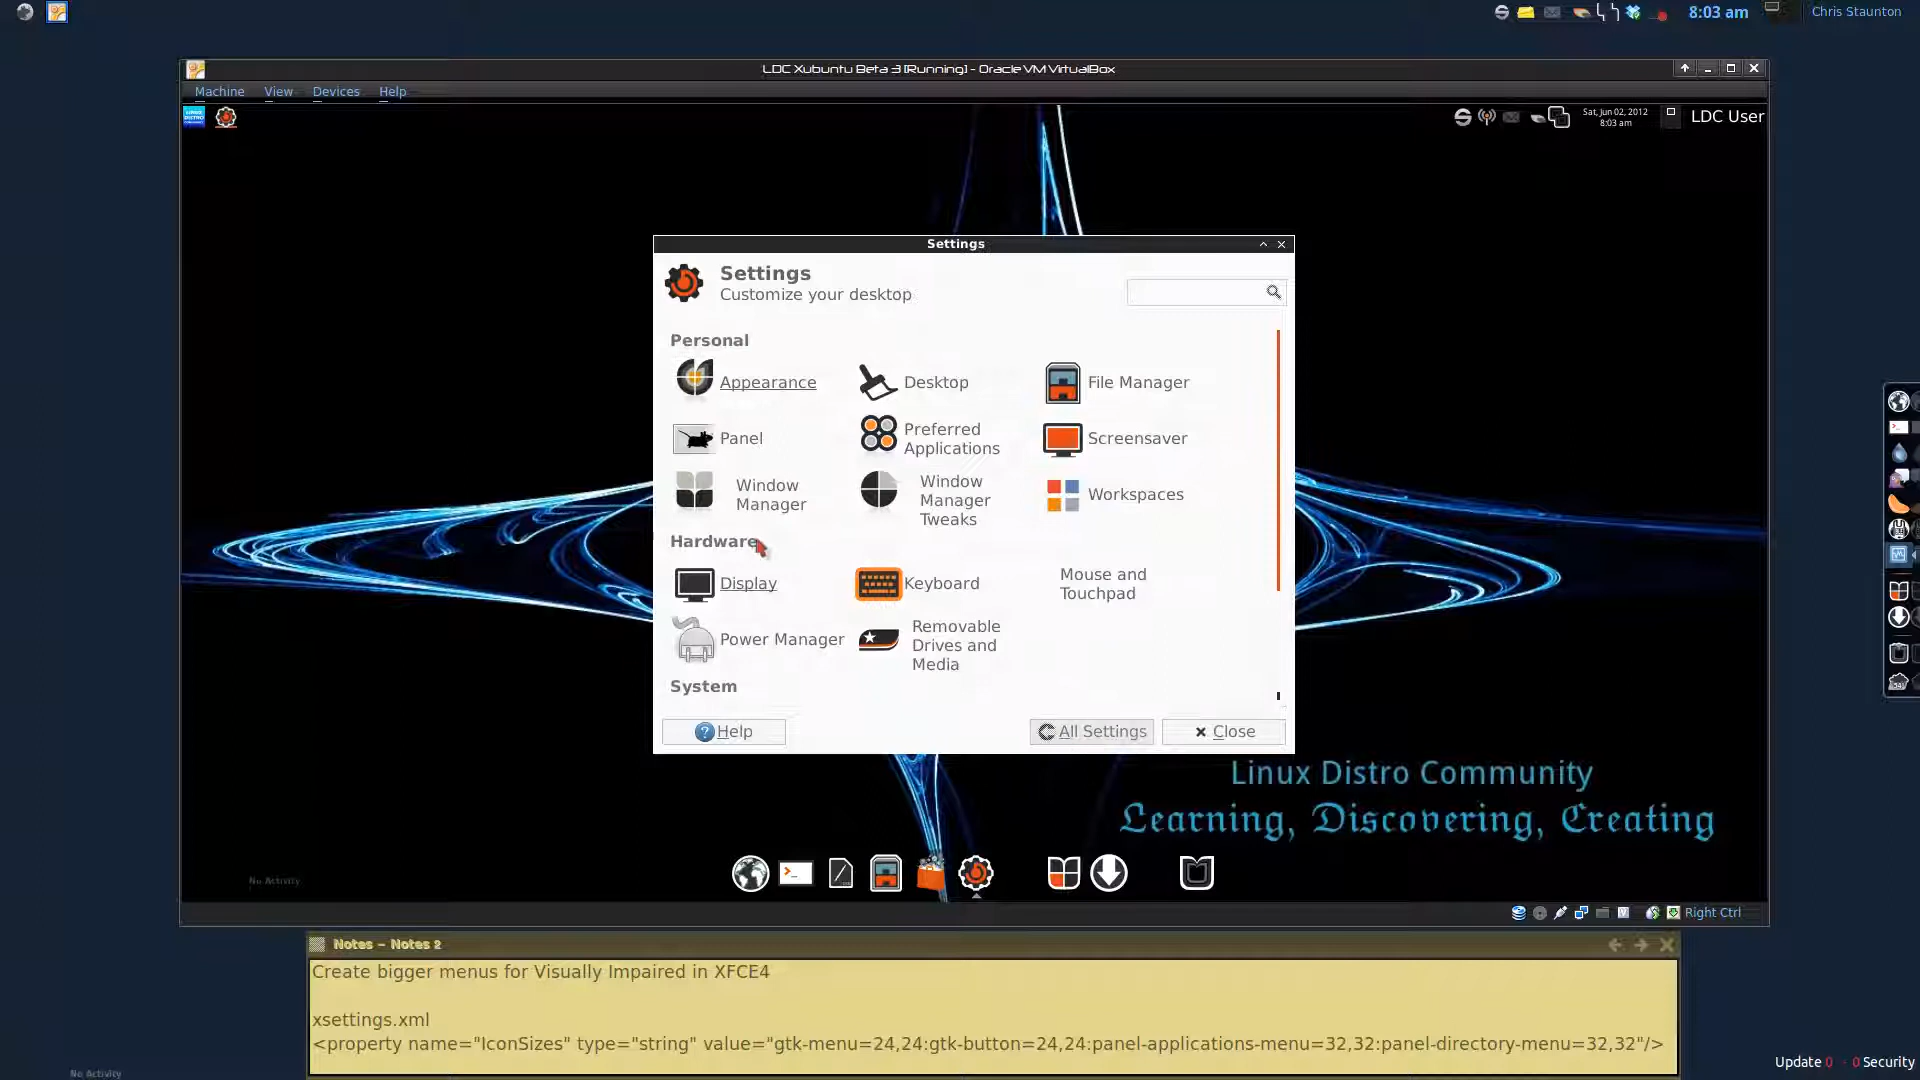 8:03 am
Chris Staunton
LDC Xubuntu Beta 3 [Running] - Oracle VM VirtualBox
Machine View Devices Help
Sat, Jun 02, 2012
8:03 am
LDC User
Settings
Settings
Customize your desktop
Personal
Appearance
Desktop
File Manager
Panel
Preferred
Applications
Screensaver
Window
Manager
Window
Manager
Tweaks
Workspaces
Hardware
Display
Keyboard
Mouse and
Touchpad
Power Manager
Removable
Drives and
Media
System
Help
All Settings
Close
Linux Distro Community
Learning, Discovering, Creating
No Activity
Right Ctrl
Notes - Notes 2
Create bigger menus for Visually Impaired in XFCE4
xsettings.xml
<property name="IconSizes" type="string" value="gtk-menu=24,24:gtk-button=24,24:panel-applications-menu=32,32:panel-directory-menu=32,32"/>
Update 0 - 0 Security
No Activity